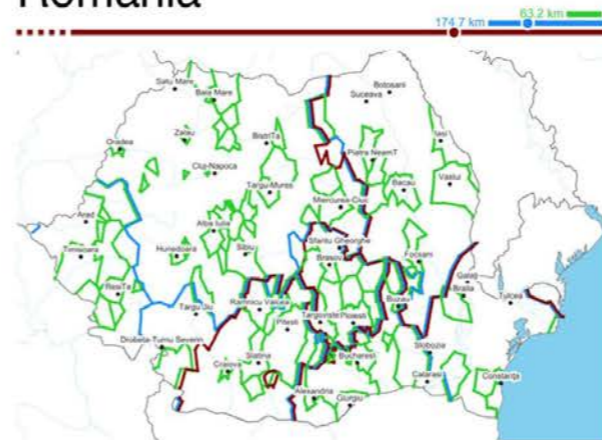 Romania
63.2 km
174.7 km
Satu Mare
Baia Mare
Botosani
Suceava
Oradea
Zalau
BistriTa
Iasi
Cluj-Napoca
Piatra NeamT
Targu-Mures
Bacau
Vaslui
Miercurea-Ciuc
Arad
Alba Iulia
Timisoara
Hunedoara
Sibiu
Sfantu Gheorghe
Brasov
Focsani
ResiTa
Galati
Braila
Tulcea
Targu Jiu
Ramnicu Valcea
Buzau
Pitesti
Targoviste
Ploiesti
Drobeta-Turnu Severin
Slobozia
Craiova
Slatina
Bucharest
Calarasi
Constanța
Alexandria
Giurgiu